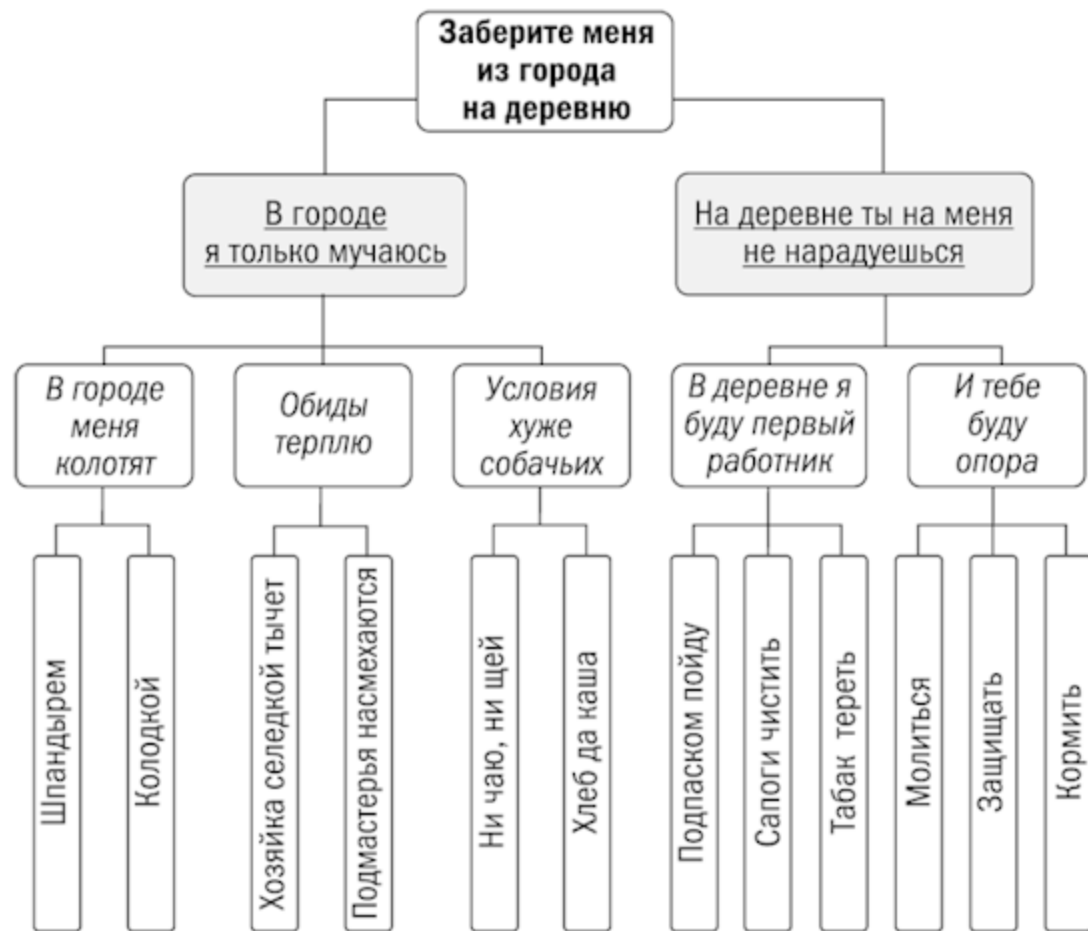 Заберите меня
из города
на деревню
В городе
я только мучаюсь
На деревне ты на меня
не нарадуешься
В городе
меня
колотят
Обиды
терплю
Условия
хуже
собачьих
В деревне я
буду первый
работник
И тебе
буду
опора
Шпандырем
Колодкой
Хозяйка селедкой тычет
Подмастерья насмехаются
Ни чаю, ни щей
Хлеб да каша
Подпаском пойду
Сапоги чистить
Табак тереть
Молиться
Защищать
Кормить